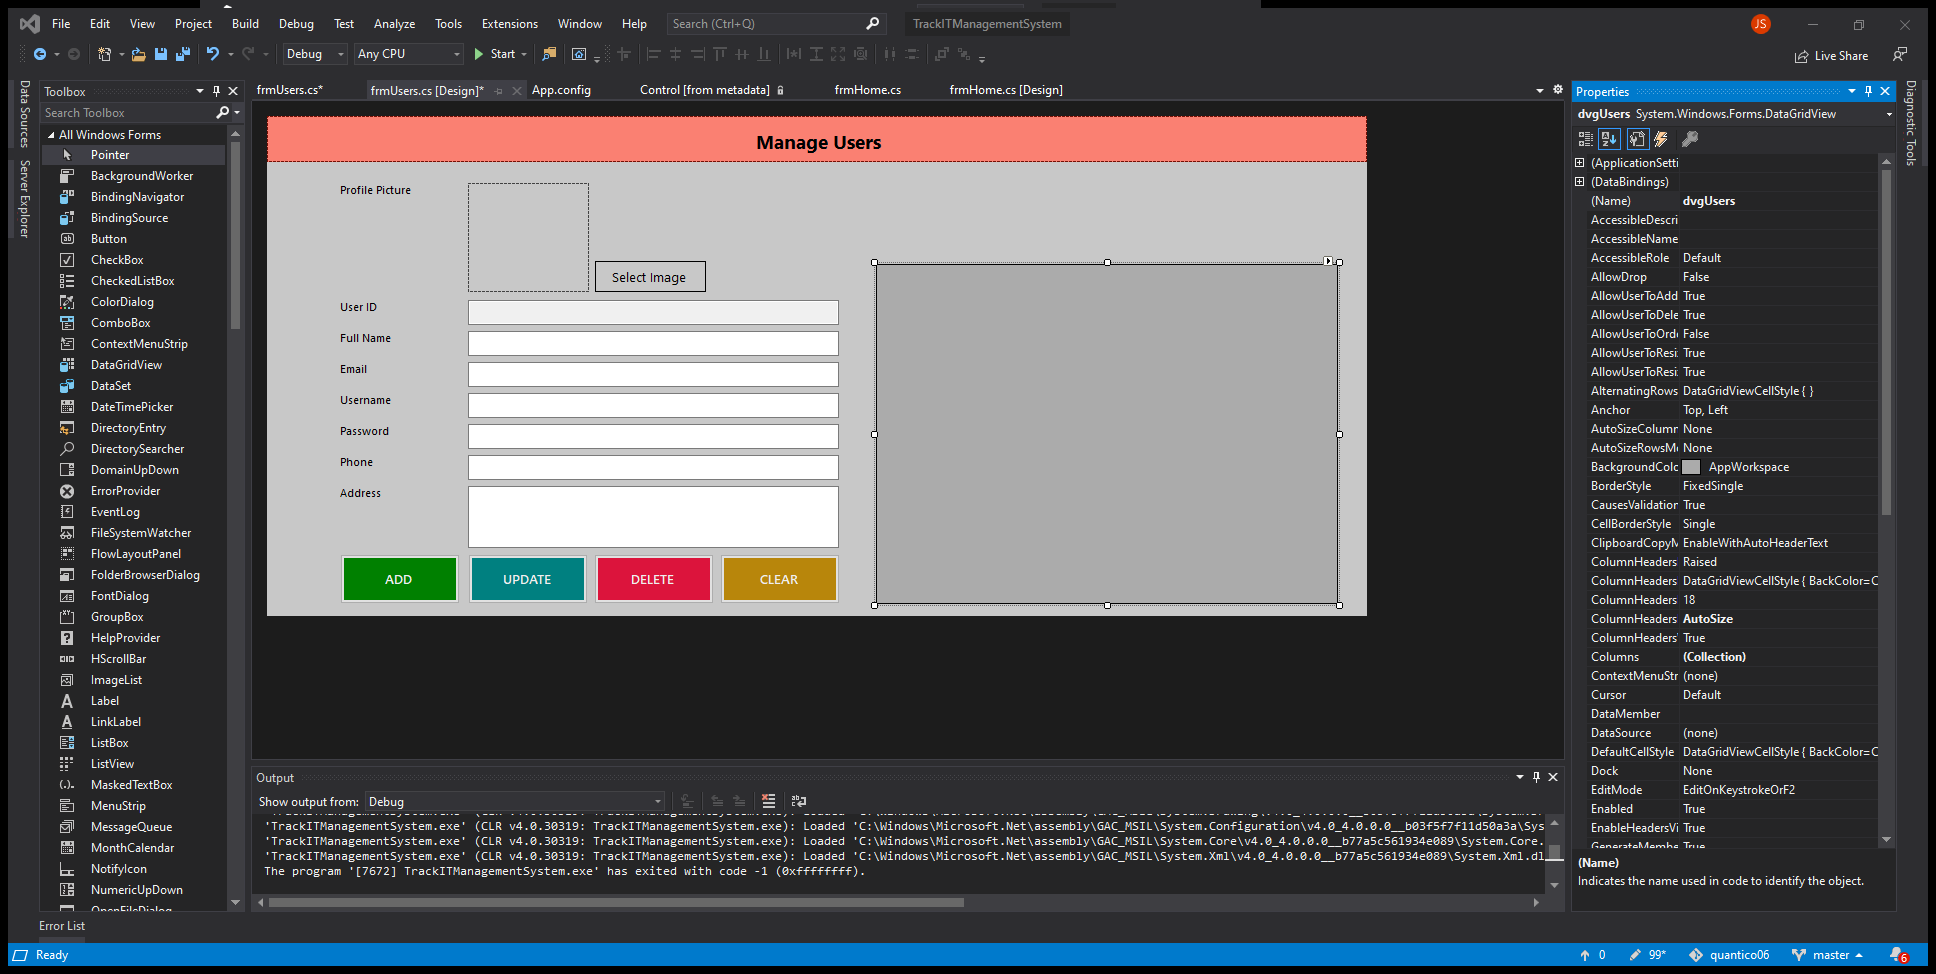 File Edit View Project Build Debug Test Analyze Tools Extensions Window Help Search (Ctrl+Q) TrackITManagementSystem JS
Debug Any CPU Start Live Share
Data Sources
Server Explorer
Toolbox
Search Toolbox
All Windows Forms
Pointer
BackgroundWorker
BindingNavigator
BindingSource
Button
CheckBox
CheckedListBox
ColorDialog
ComboBox
ContextMenuStrip
DataGridView
DataSet
DateTimePicker
DirectoryEntry
DirectorySearcher
DomainUpDown
ErrorProvider
EventLog
FileSystemWatcher
FlowLayoutPanel
FolderBrowserDialog
FontDialog
GroupBox
HelpProvider
HScrollBar
ImageList
Label
LinkLabel
ListBox
ListView
MaskedTextBox
MenuStrip
MessageQueue
MonthCalendar
NotifyIcon
NumericUpDown
OpenFileDialog
frmUsers.cs* frmUsers.cs [Design]* App.config Control [from metadata] frmHome.cs frmHome.cs [Design]
Manage Users
Profile Picture
Select Image
User ID
Full Name
Email
Username
Password
Phone
Address
ADD UPDATE DELETE CLEAR
Output
Show output from: Debug
'TrackITManagementSystem.exe' (CLR v4.0.30319: TrackITManagementSystem.exe): Loaded 'C:\Windows\Microsoft.Net\assembly\GAC_MSIL\System.Configuration\v4.0_4.0.0.0__b03f5f7f11d50a3a\Sys
'TrackITManagementSystem.exe' (CLR v4.0.30319: TrackITManagementSystem.exe): Loaded 'C:\Windows\Microsoft.Net\assembly\GAC_MSIL\System.Core\v4.0_4.0.0.0__b77a5c561934e089\System.Core.
'TrackITManagementSystem.exe' (CLR v4.0.30319: TrackITManagementSystem.exe): Loaded 'C:\Windows\Microsoft.Net\assembly\GAC_MSIL\System.Xml\v4.0_4.0.0.0__b77a5c561934e089\System.Xml.dl
The program '[7672] TrackITManagementSystem.exe' has exited with code -1 (0xffffffff).
Properties
dvgUsers System.Windows.Forms.DataGridView
(ApplicationSetti
(DataBindings)
(Name) dvgUsers
AccessibleDescri
AccessibleName
AccessibleRole Default
AllowDrop False
AllowUserToAdd True
AllowUserToDele True
AllowUserToOrde False
AllowUserToResi: True
AllowUserToResi: True
AlternatingRows DataGridViewCellStyle { }
Anchor Top, Left
AutoSizeColumn None
AutoSizeRowsMo None
BackgroundColo AppWorkspace
BorderStyle FixedSingle
CausesValidation True
CellBorderStyle Single
ClipboardCopyM EnableWithAutoHeaderText
ColumnHeaders Raised
ColumnHeaders DataGridViewCellStyle { BackColor=C
ColumnHeaders 18
ColumnHeaders AutoSize
ColumnHeaders' True
Columns (Collection)
ContextMenuStr (none)
Cursor Default
DataMember
DataSource (none)
DefaultCellStyle DataGridViewCellStyle { BackColor=C
Dock None
EditMode EditOnKeystrokeOrF2
Enabled True
EnableHeadersVi True
GenerateMembe True
(Name)
Indicates the name used in code to identify the object.
Diagnostic Tools
Error List
Ready 0 99* quantico06 master 6